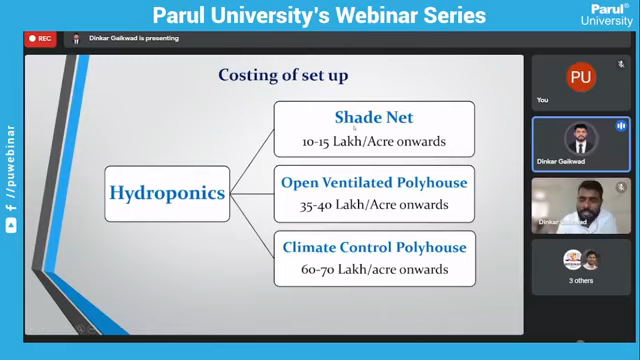 Parul University's Webinar Series
Parul®
University
REC
Dinkar Gaikwad is presenting
Costing of set up
Hydroponics
Shade Net
10-15 Lakh/Acre onwards
Open Ventilated Polyhouse
35-40 Lakh/Acre onwards
Climate Control Polyhouse
60-70 Lakh/acre onwards
PU
You
Dinkar Gaikwad
Dinkar Gaikwad
3 others
/puwebinar